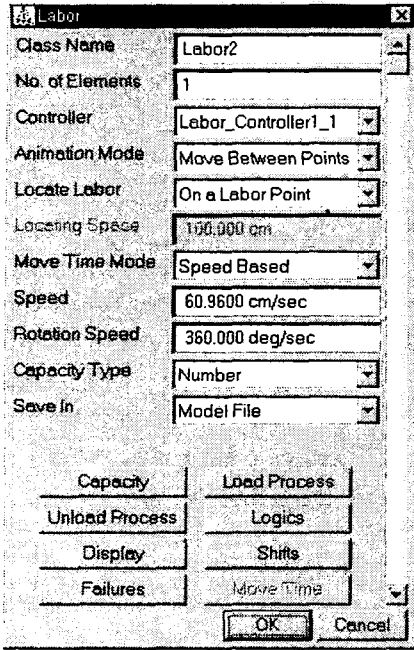 Labor
Class Name Labor2
No. of Elements 1
Controller Labor_Controller1_1
Animation Mode Move Between Points
Locate Labor On a Labor Point
Locating Space 100.000 cm
Move Time Mode Speed Based
Speed 60.9600 cm/sec
Rotation Speed 360.000 deg/sec
Capacity Type Number
Save In Model File
Capacity Load Process
Unload Process Logics
Display Shifts
Failures Move Time
OK Cancel